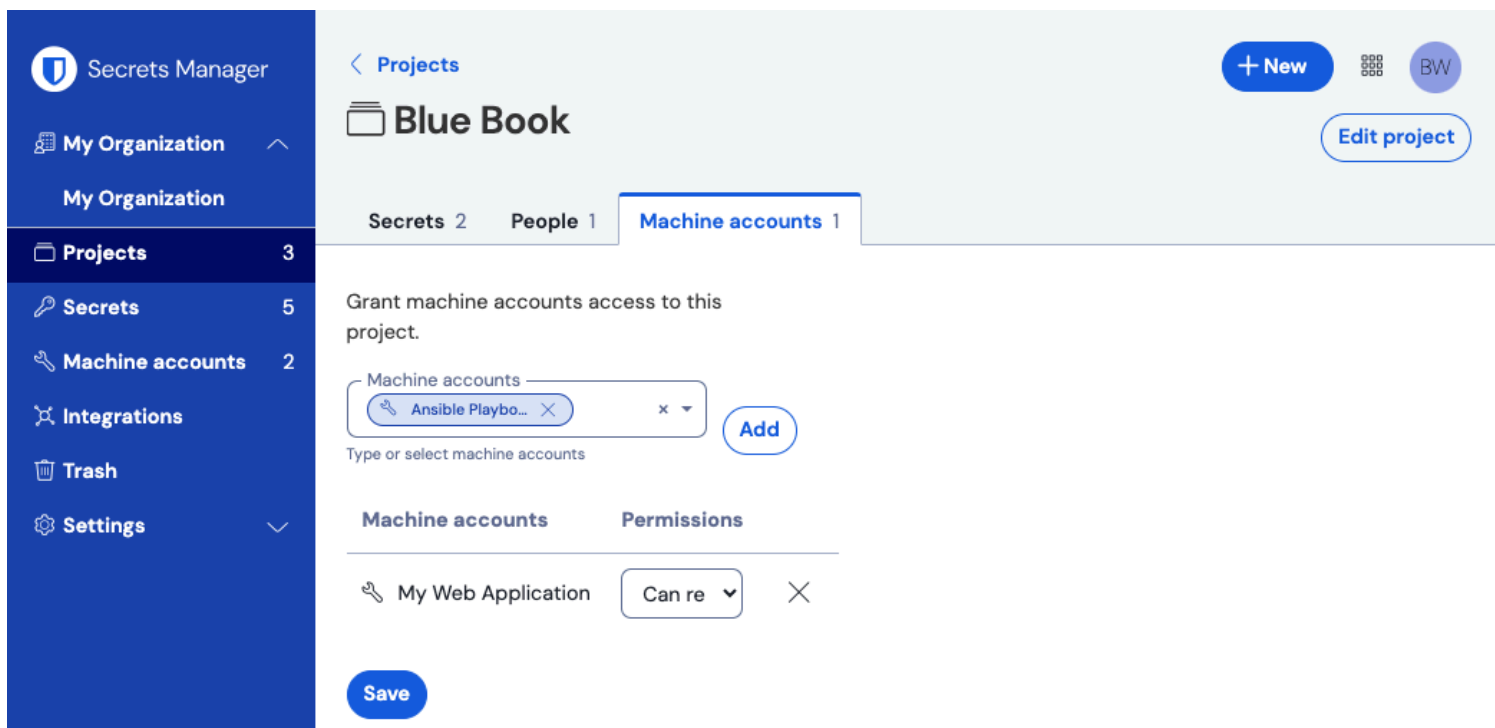 Secrets Manager
My Organization
My Organization
Projects 3
Secrets 5
Machine accounts 2
Integrations
Trash
Settings
Projects
+ New
BW
Blue Book
Edit project
Secrets 2
People 1
Machine accounts 1
Grant machine accounts access to this
project.
Machine accounts
Ansible Playbo...
Add
Type or select machine accounts
Machine accounts Permissions
My Web Application Can re
Save